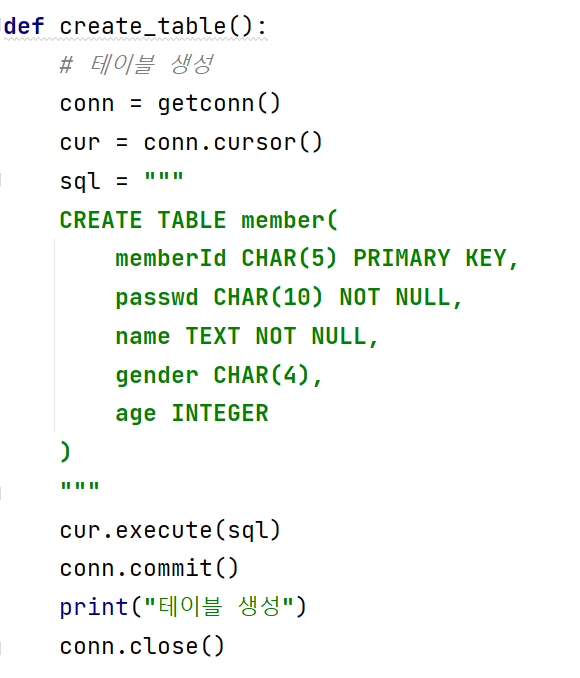 def create_table():
    # 테이블 생성
    conn = getconn()
    cur = conn.cursor()
    sql = """
    CREATE TABLE member(
        memberId CHAR(5) PRIMARY KEY,
        passwd CHAR(10) NOT NULL,
        name TEXT NOT NULL,
        gender CHAR(4),
        age INTEGER
    )
    """
    cur.execute(sql)
    conn.commit()
    print("테이블 생성")
    conn.close()